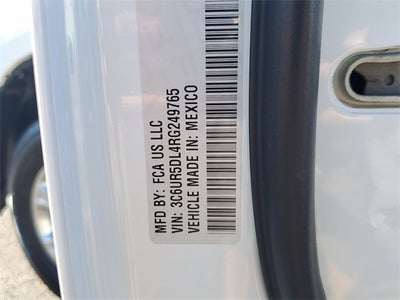 MFD BY: FCA US LLC
VIN: 3C6UR5DL4RG249765
VEHICLE MADE IN: MEXICO